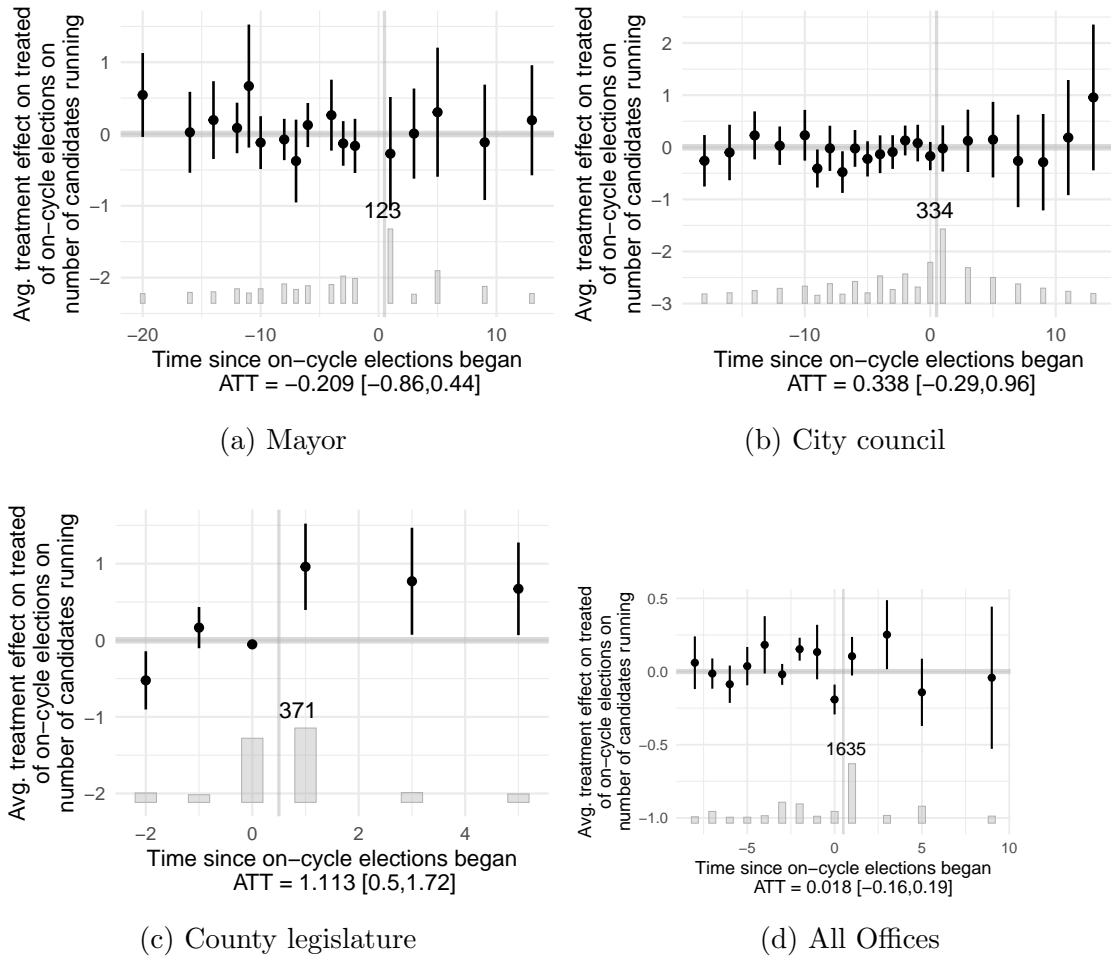 Avg. treatment effect on treated
of on−cycle elections on
number of candidates running
1
0
−1
−2
123
−20
−10
0
10
Time since on−cycle elections began
ATT = −0.209 [−0.86,0.44]
(a) Mayor
Avg. treatment effect on treated
of on−cycle elections on
number of candidates running
2
1
0
−1
−2
−3
334
−10
0
10
Time since on−cycle elections began
ATT = 0.338 [−0.29,0.96]
(b) City council
Avg. treatment effect on treated
of on−cycle elections on
number of candidates running
1
0
−1
−2
371
−2
0
2
4
Time since on−cycle elections began
ATT = 1.113 [0.5,1.72]
(c) County legislature
Avg. treatment effect on treated
of on−cycle elections on
number of candidates running
0.5
0.0
−0.5
−1.0
1635
−5
0
5
10
Time since on−cycle elections began
ATT = 0.018 [−0.16,0.19]
(d) All Offices